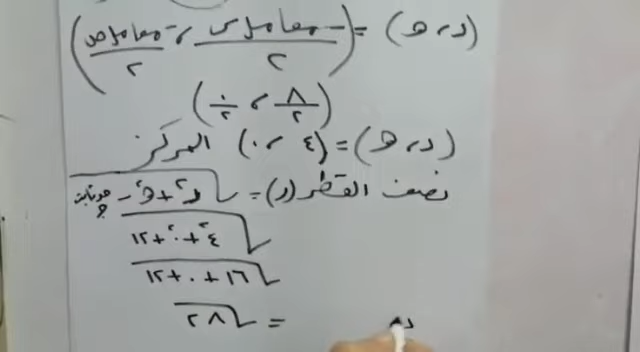 (د، هـ) = (-معامل س/٢ ، -معامل ص/٢)
(٨/٢ ، ٠/٢)
(د، هـ) = (٤ ، ٠) المركز
نصف القطر (ر) = √د² + هـ² - جـ
√٤² + ٠² + ١٢
√١٦ + ٠ + ١٢
= √٢٨